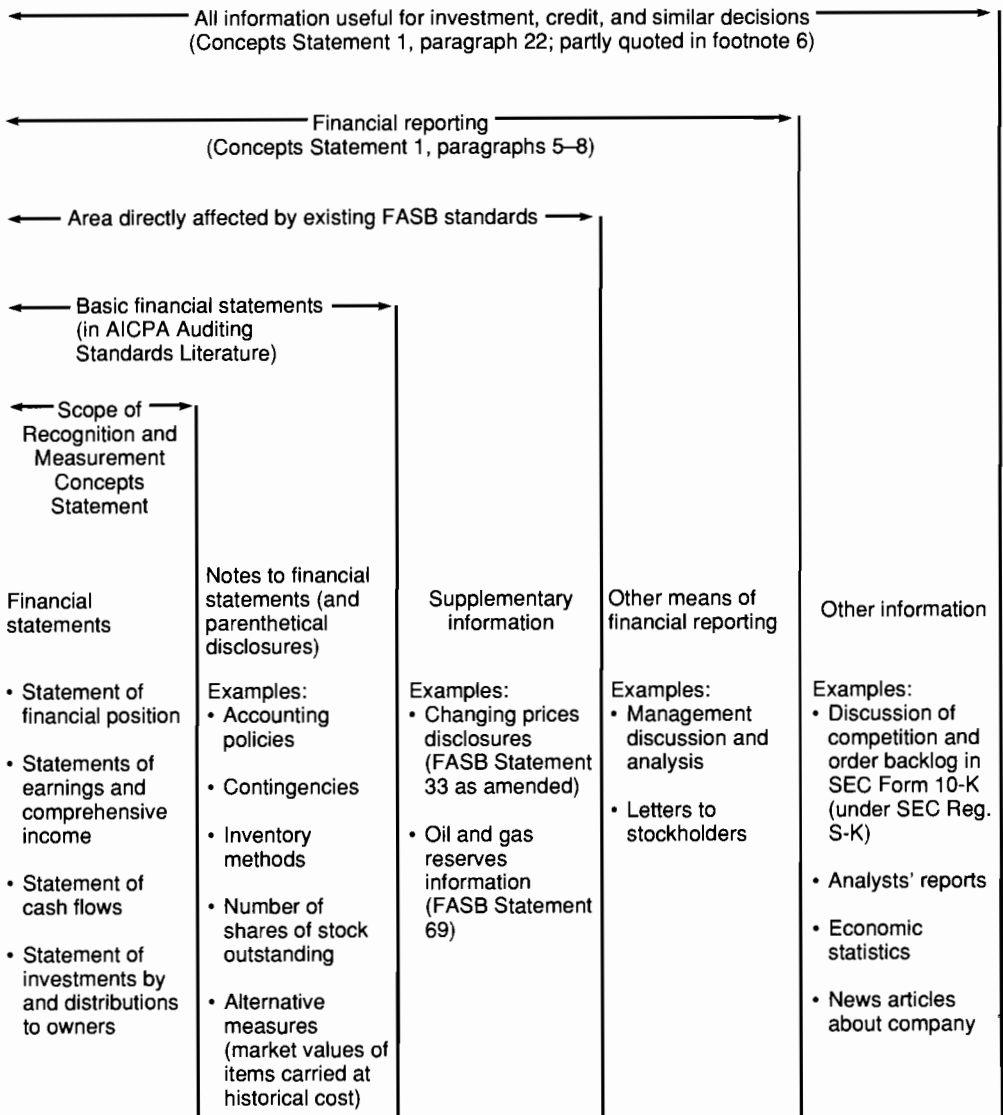 All information useful for investment, credit, and similar decisions
(Concepts Statement 1, paragraph 22; partly quoted in footnote 6)
Financial reporting
(Concepts Statement 1, paragraphs 5–8)
Area directly affected by existing FASB standards
Basic financial statements
(in AICPA Auditing
Standards Literature)
Scope of
Recognition and
Measurement
Concepts
Statement
Financial
statements
• Statement of
financial position
• Statements of
earnings and
comprehensive
income
• Statement of
cash flows
• Statement of
investments by
and distributions
to owners
Notes to financial
statements (and
parenthetical
disclosures)
Examples:
• Accounting
policies
• Contingencies
• Inventory
methods
• Number of
shares of stock
outstanding
• Alternative
measures
(market values of
items carried at
historical cost)
Supplementary
information
Examples:
• Changing prices
disclosures
(FASB Statement
33 as amended)
• Oil and gas
reserves
information
(FASB Statement
69)
Other means of
financial reporting
Examples:
• Management
discussion and
analysis
• Letters to
stockholders
Other information
Examples:
• Discussion of
competition and
order backlog in
SEC Form 10-K
(under SEC Reg.
S-K)
• Analysts' reports
• Economic
statistics
• News articles
about company